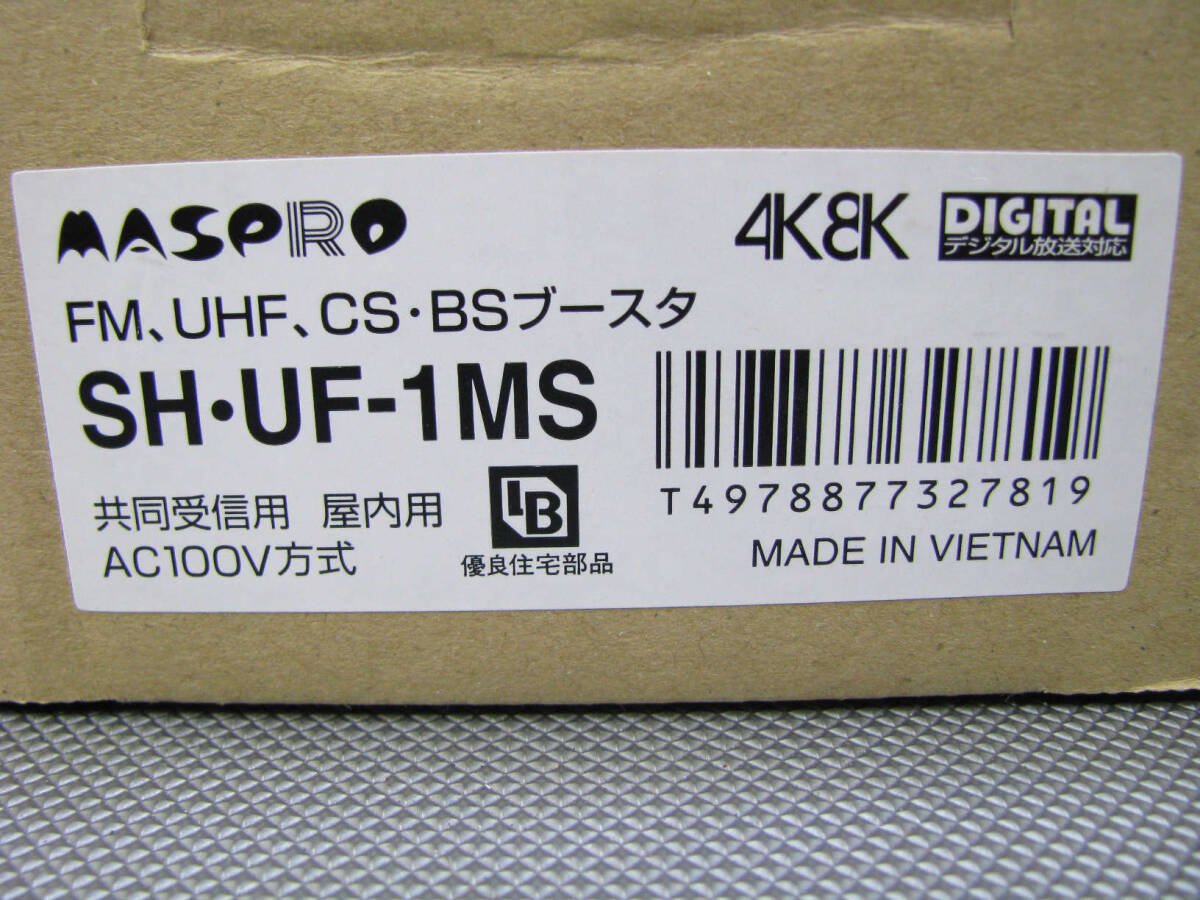 MASPRO
4K8K
DIGITAL
デジタル放送対応
FM、UHF、CS・BSブースタ
SH・UF-1MS
T4978877327819
共同受信用 屋内用
AC100V方式
LB
優良住宅部品
MADE IN VIETNAM